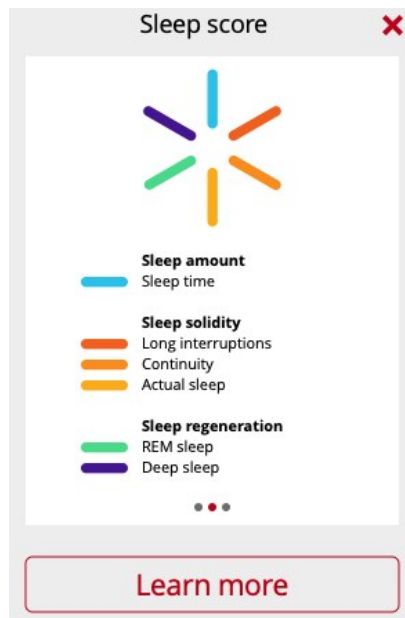 Sleep score
Sleep amount
Sleep time
Sleep solidity
Long interruptions
Continuity
Actual sleep
Sleep regeneration
REM sleep
Deep sleep
Learn more